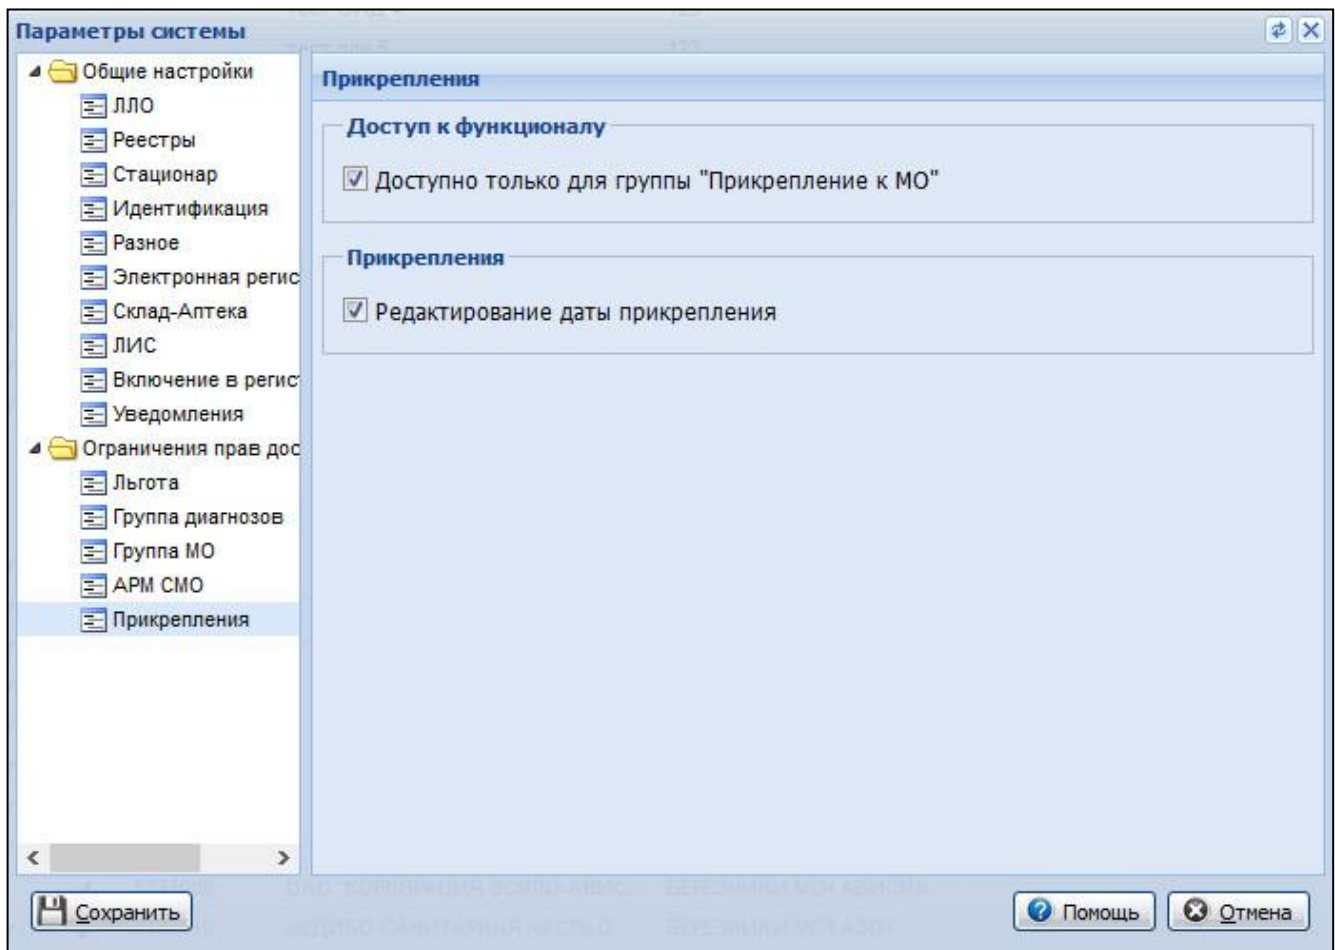 Параметры системы
Общие настройки
ЛЛО
Реестры
Стационар
Идентификация
Разное
Электронная регис
Склад-Аптека
ЛИС
Включение в регис
Уведомления
Ограничения прав дос
Льгота
Группа диагнозов
Группа МО
АРМ СМО
Прикрепления
Прикрепления
Доступ к функционалу
Доступно только для группы "Прикрепление к МО"
Прикрепления
Редактирование даты прикрепления
Сохранить
Помощь
Отмена